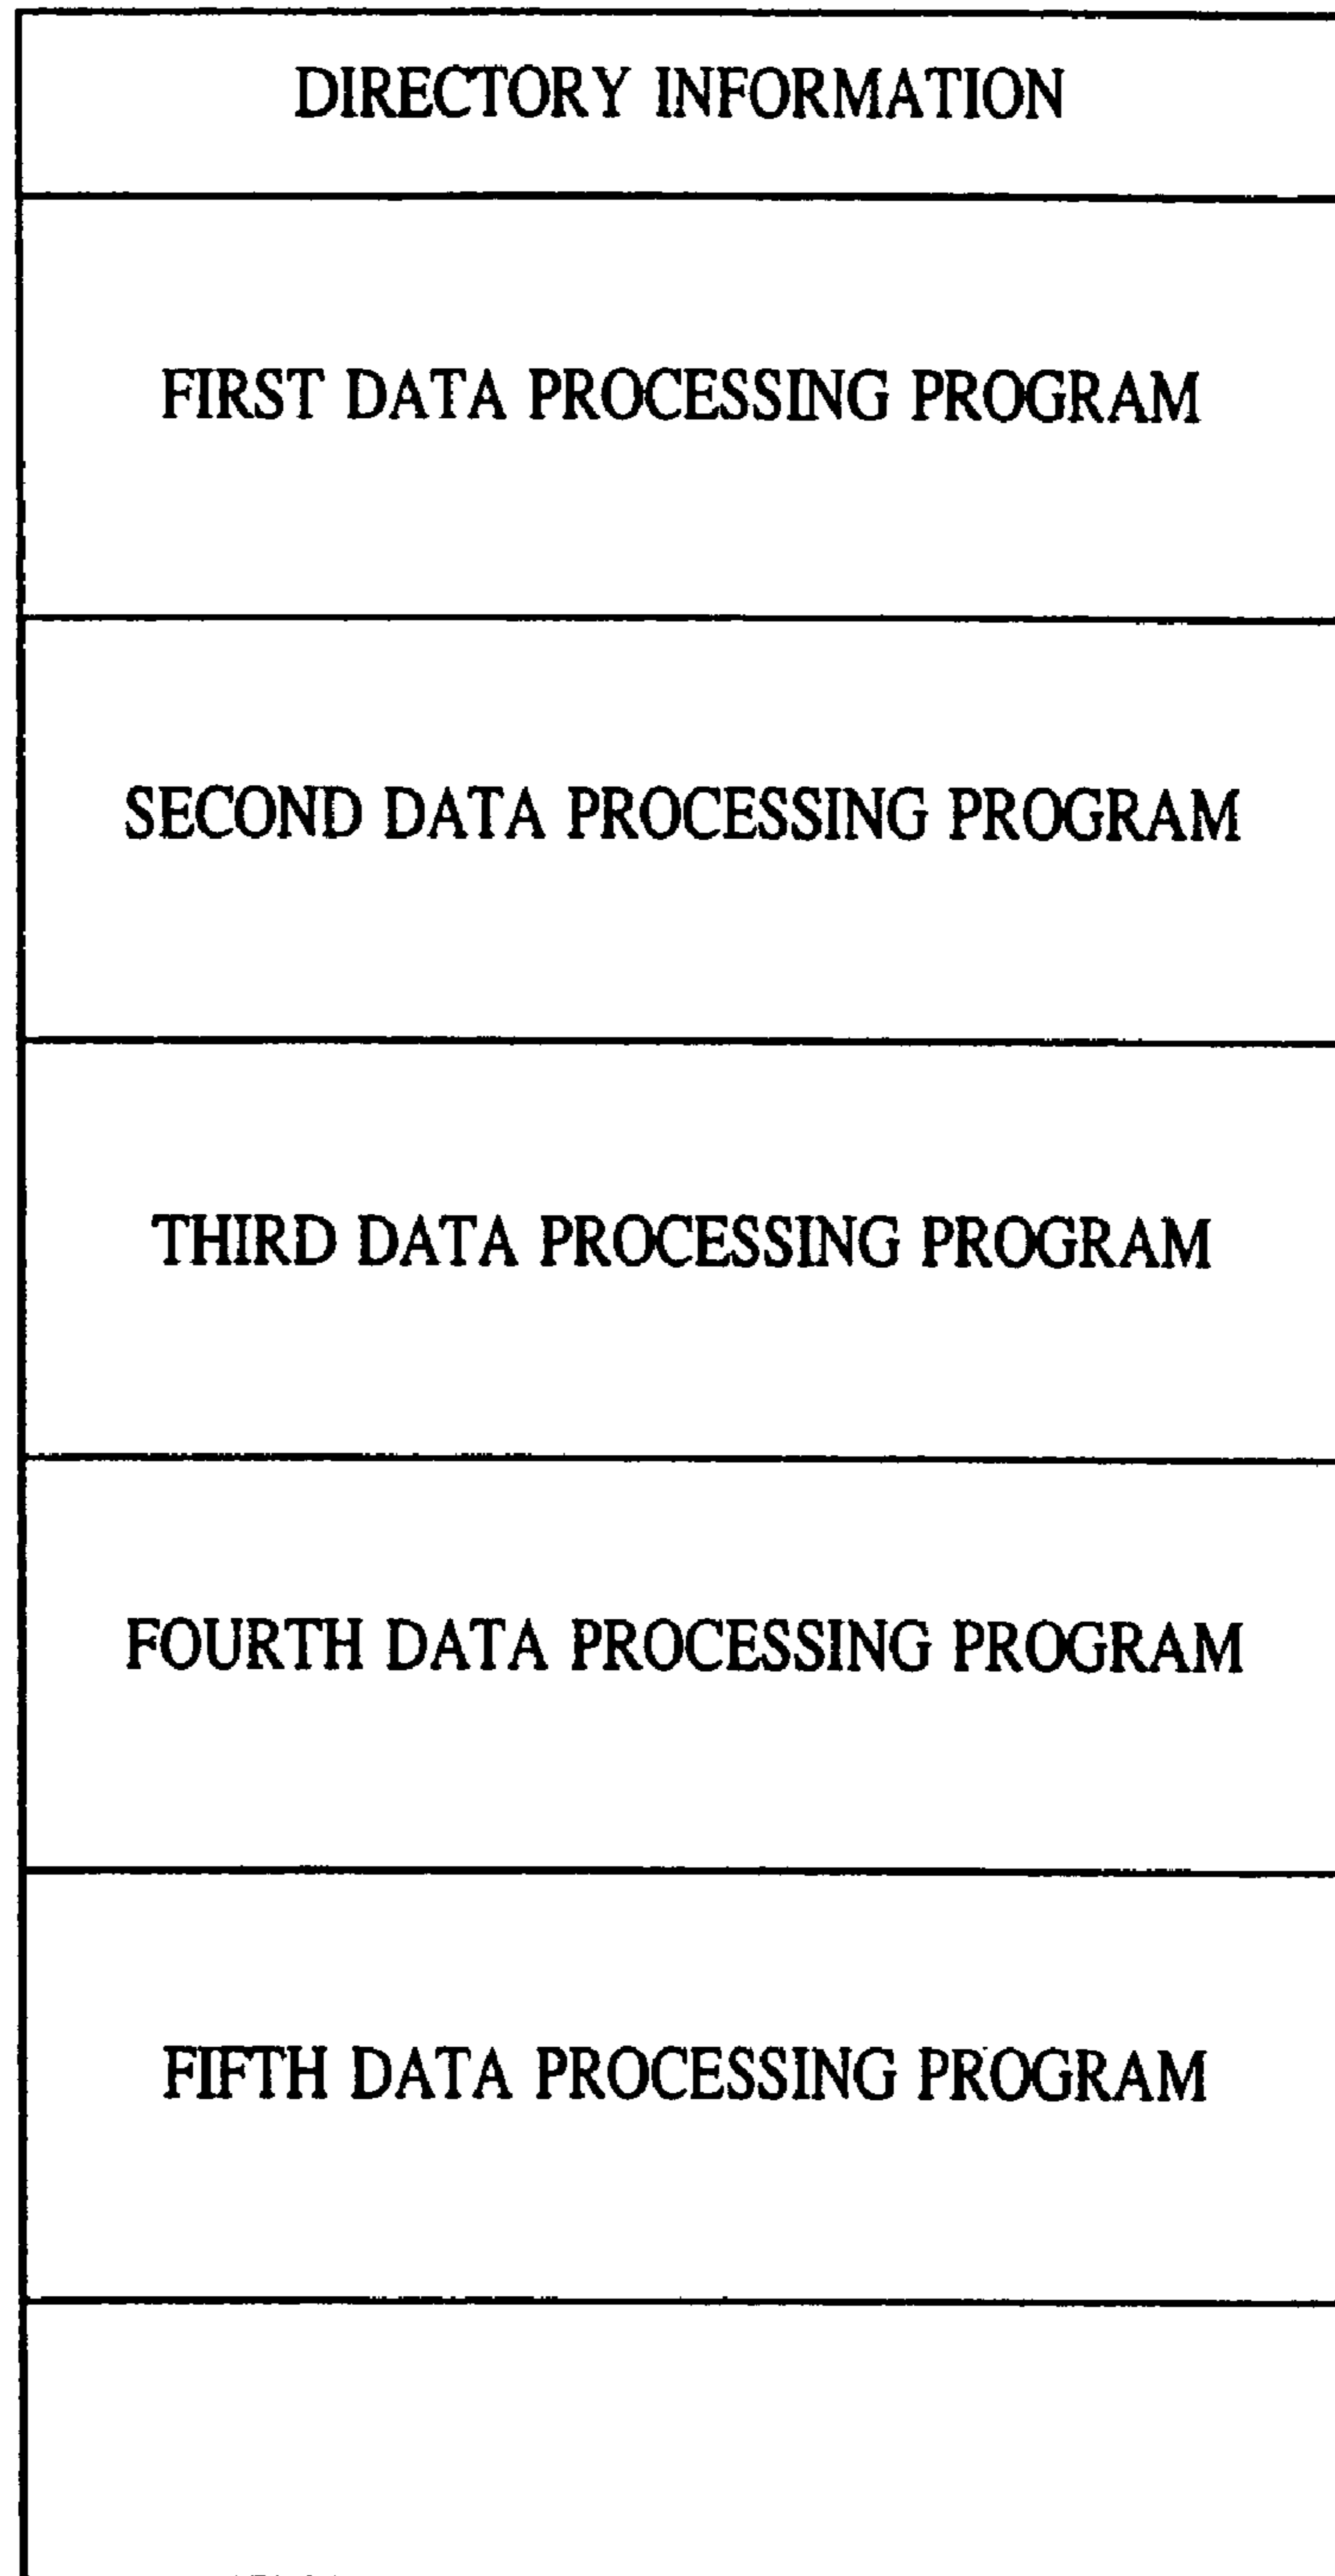 DIRECTORY INFORMATION
FIRST DATA PROCESSING PROGRAM
SECOND DATA PROCESSING PROGRAM
THIRD DATA PROCESSING PROGRAM
FOURTH DATA PROCESSING PROGRAM
FIFTH DATA PROCESSING PROGRAM